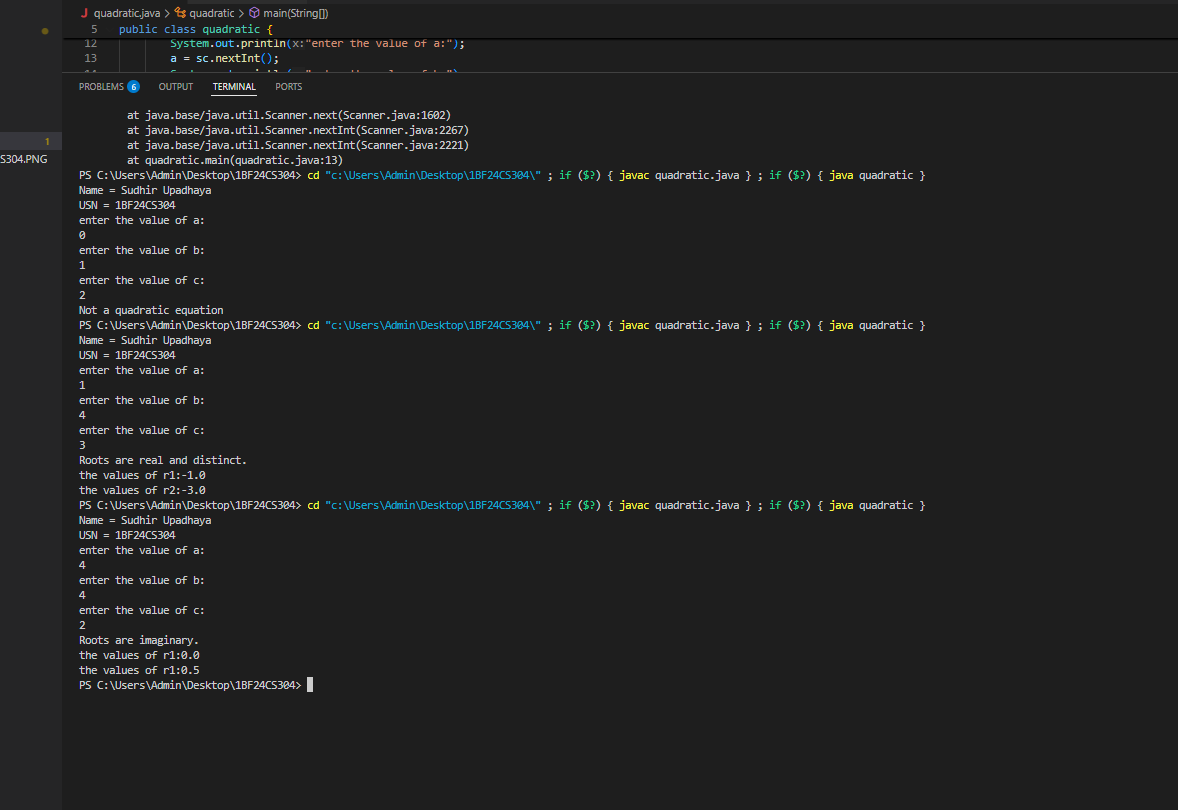 quadratic.java > quadratic > main(String[])
5 public class quadratic {
12 System.out.println(x:"enter the value of a:");
13 a = sc.nextInt();
PROBLEMS 6 OUTPUT TERMINAL PORTS
1
S304.PNG
at java.base/java.util.Scanner.next(Scanner.java:1602)
at java.base/java.util.Scanner.nextInt(Scanner.java:2267)
at java.base/java.util.Scanner.nextInt(Scanner.java:2221)
at quadratic.main(quadratic.java:13)
PS C:\Users\Admin\Desktop\1BF24CS304> cd "c:\Users\Admin\Desktop\1BF24CS304\" ; if ($?) { javac quadratic.java } ; if ($?) { java quadratic }
Name = Sudhir Upadhaya
USN = 1BF24CS304
enter the value of a:
0
enter the value of b:
1
enter the value of c:
2
Not a quadratic equation
PS C:\Users\Admin\Desktop\1BF24CS304> cd "c:\Users\Admin\Desktop\1BF24CS304\" ; if ($?) { javac quadratic.java } ; if ($?) { java quadratic }
Name = Sudhir Upadhaya
USN = 1BF24CS304
enter the value of a:
1
enter the value of b:
4
enter the value of c:
3
Roots are real and distinct.
the values of r1:-1.0
the values of r2:-3.0
PS C:\Users\Admin\Desktop\1BF24CS304> cd "c:\Users\Admin\Desktop\1BF24CS304\" ; if ($?) { javac quadratic.java } ; if ($?) { java quadratic }
Name = Sudhir Upadhaya
USN = 1BF24CS304
enter the value of a:
4
enter the value of b:
4
enter the value of c:
2
Roots are imaginary.
the values of r1:0.0
the values of r1:0.5
PS C:\Users\Admin\Desktop\1BF24CS304>